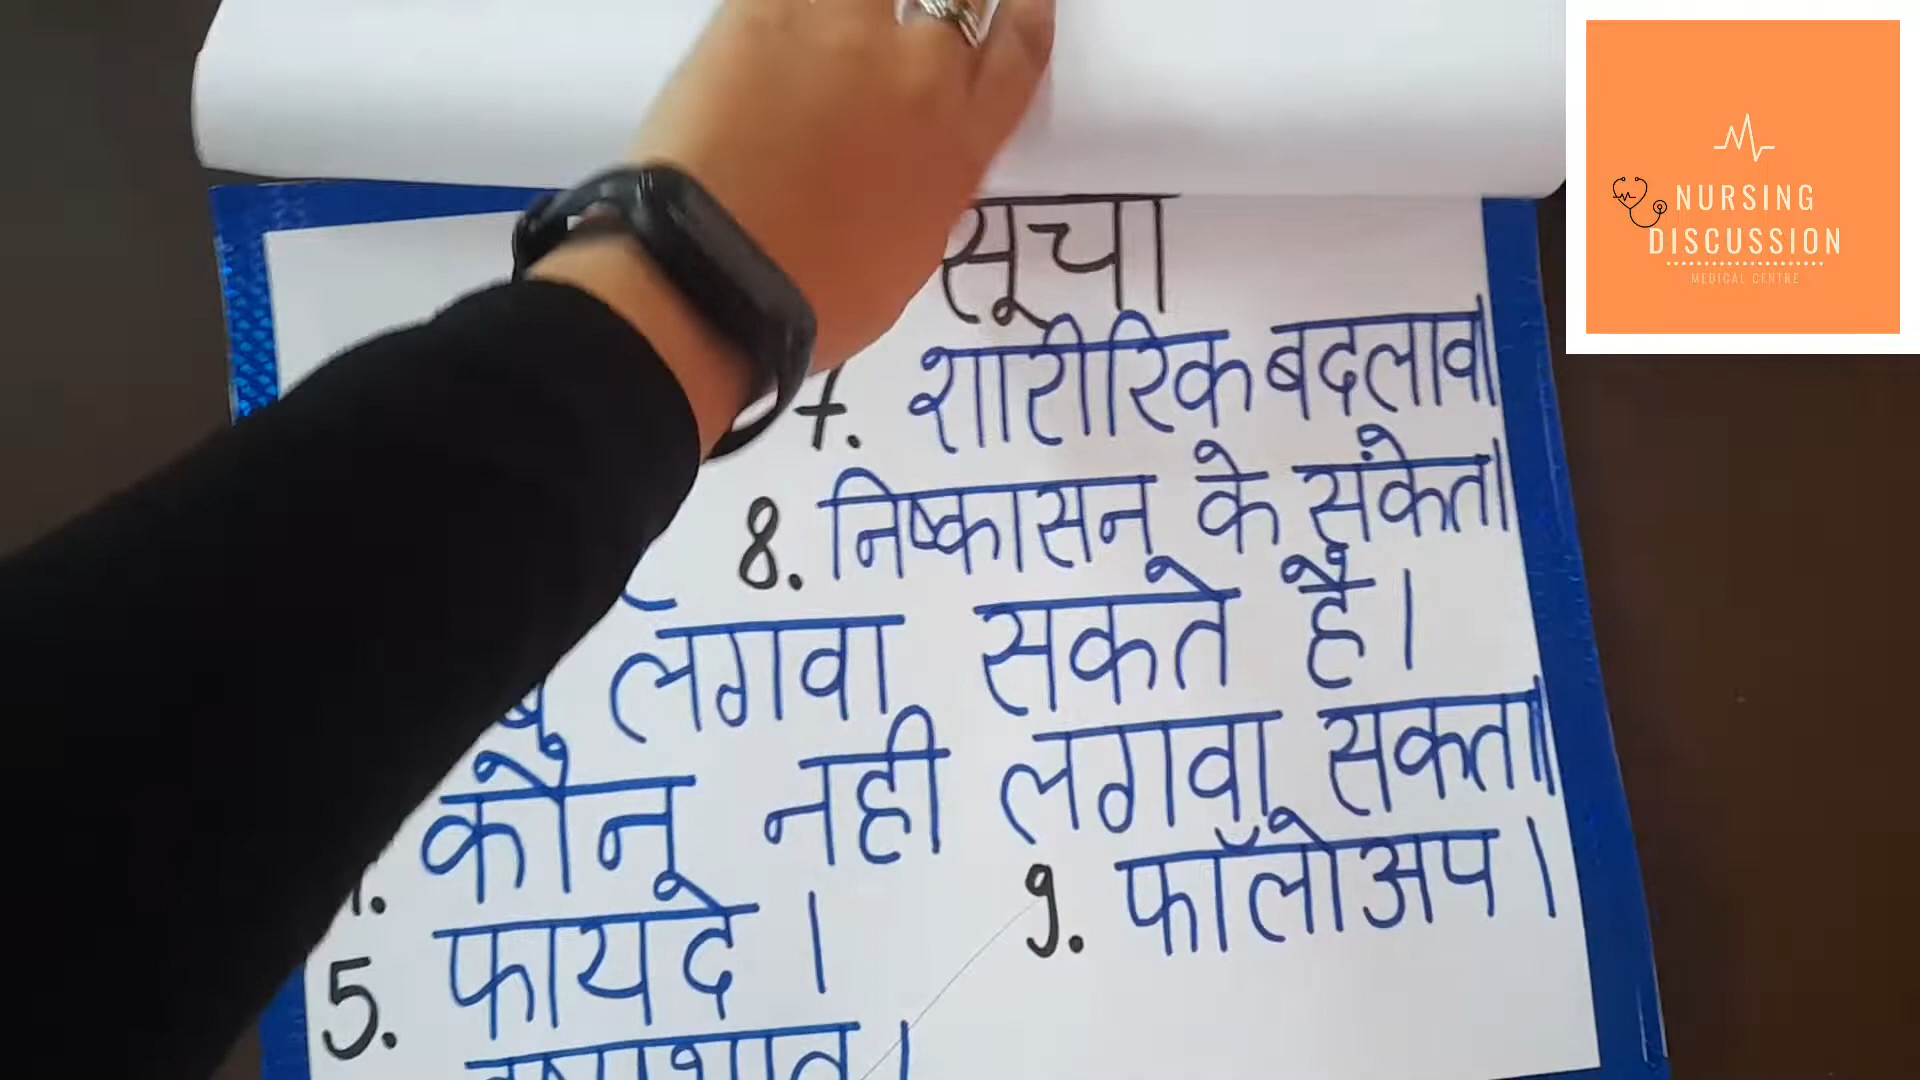 सूचा
7. शारीरिक बदलाव।
8. निष्कासन के संकेत।
लगवा सकते है।
कौन नही लगवा सकता।
5. फायदे।
9. फॉलोअप।
NURSING
DISCUSSION
MEDICAL CENTRE